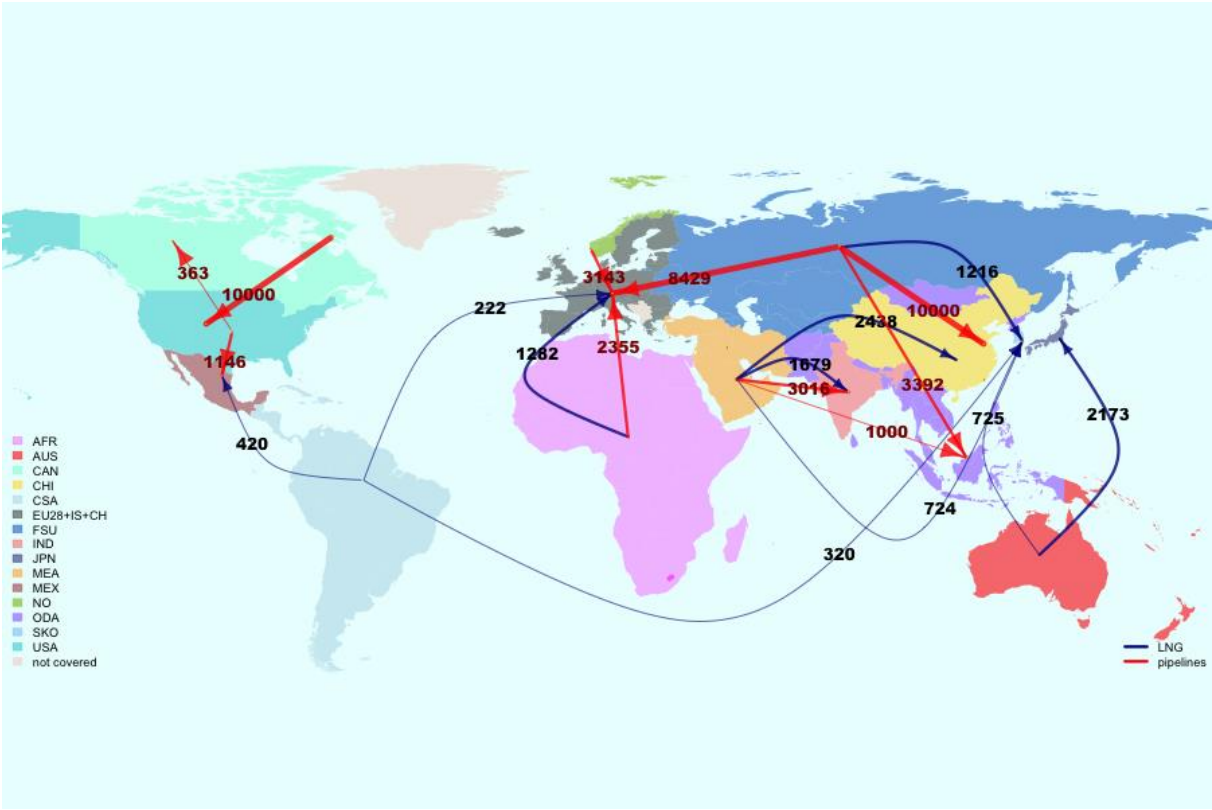 363
10000
1146
420
222
3143
8429
1282
2355
1216
10000
2438
1679
3016
3392
1000
725
2173
724
320
AFR
AUS
CAN
CHI
CSA
EU28+IS+CH
FSU
IND
JPN
MEA
MEX
NO
ODA
SKO
USA
not covered
LNG
pipelines